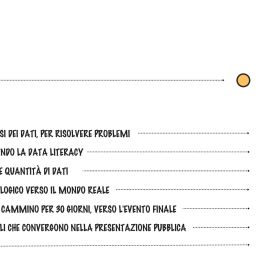 SI DEI DATI, PER RISOLVERE PROBLEMI
NDO LA DATA LITERACY
E QUANTITÀ DI DATI
LOGICO VERSO IL MONDO REALE
CAMMINO PER 30 GIORNI, VERSO L'EVENTO FINALE
LI CHE CONVERGONO NELLA PRESENTAZIONE PUBBLICA